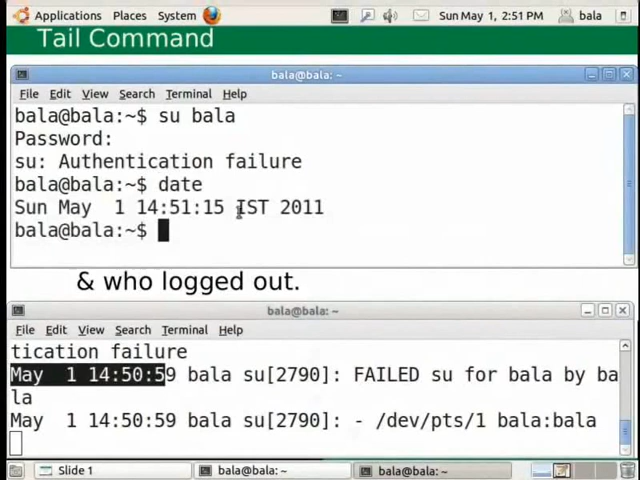 Applications Places System Sun May 1, 2:51 PM bala
Tail Command
bala@bala: ~
File Edit View Search Terminal Help
bala@bala:~$ su bala
Password:
su: Authentication failure
bala@bala:~$ date
Sun May  1 14:51:15 IST 2011
bala@bala:~$
& who logged out.
bala@bala: ~
File Edit View Search Terminal Help
tication failure
May  1 14:50:59 bala su[2790]: FAILED su for bala by ba
la
May  1 14:50:59 bala su[2790]: - /dev/pts/1 bala:bala
Slide 1 bala@bala: ~ bala@bala: ~